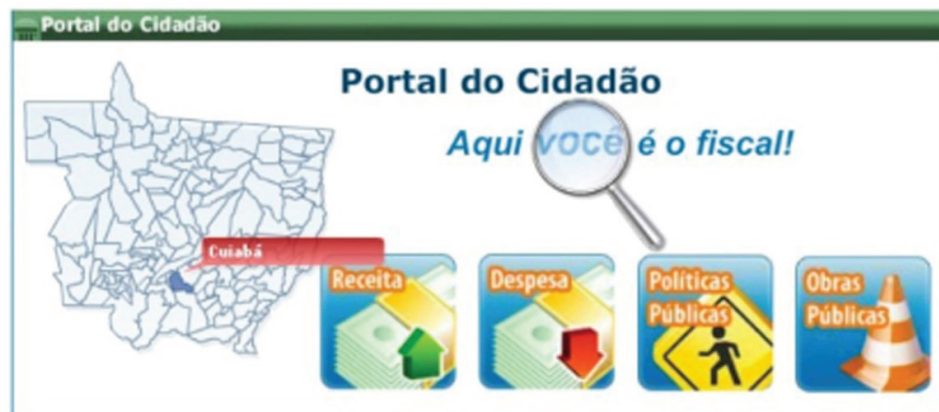 Portal do Cidadão
Portal do Cidadão
Aqui você é o fiscal!
Cuiabá
Receita
Despesa
Políticas
Públicas
Obras
Públicas